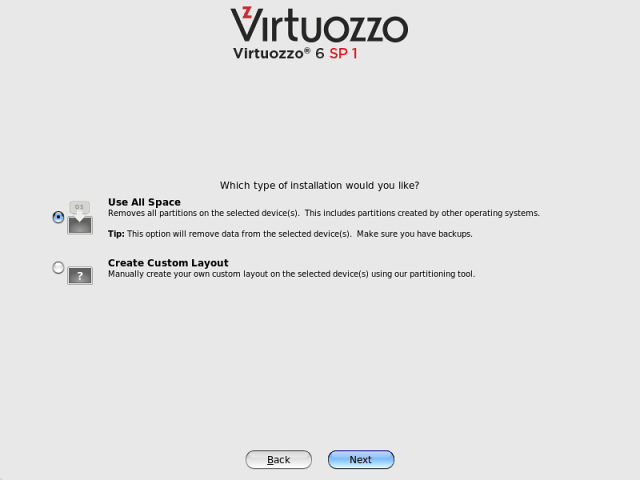 Virtuozzo
Virtuozzo® 6 SP 1
Which type of installation would you like?
OS
Use All Space
Removes all partitions on the selected device(s). This includes partitions created by other operating systems.
Tip: This option will remove data from the selected device(s). Make sure you have backups.
Create Custom Layout
?
Manually create your own custom layout on the selected device(s) using our partitioning tool.
Back
Next